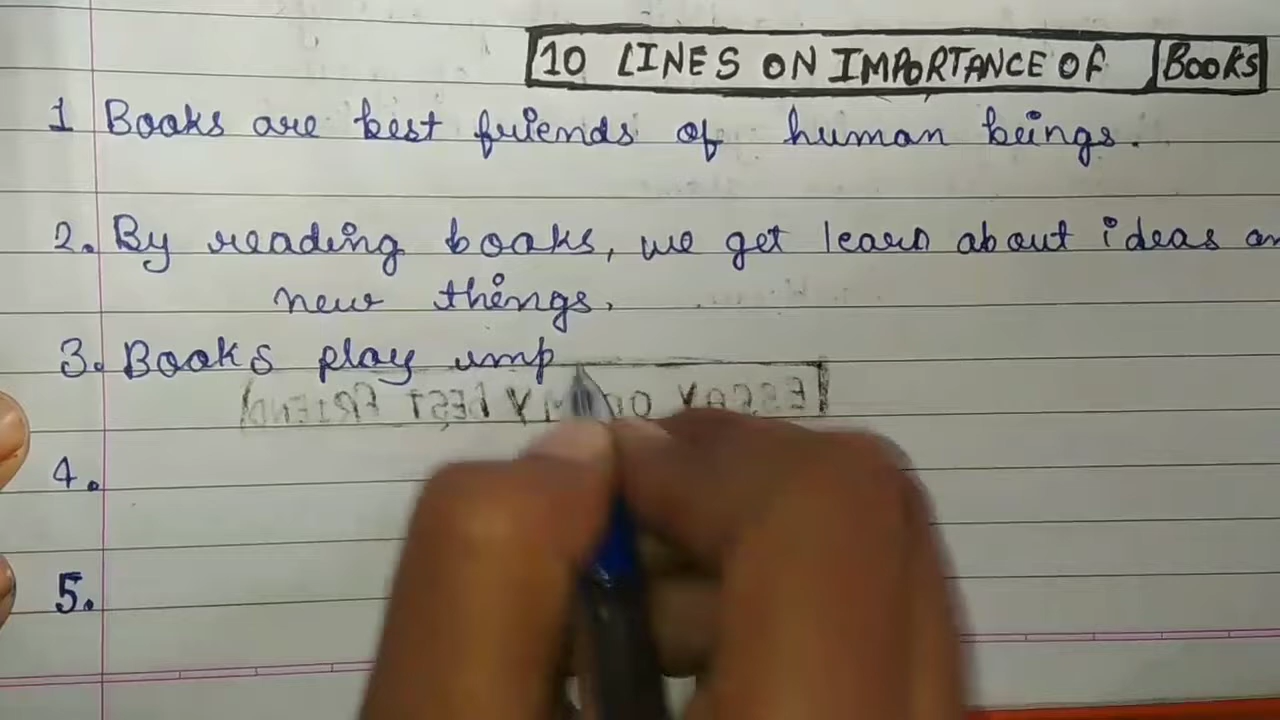 10 LINES ON IMPORTANCE OF BOOKS
1 Books are best friends of human beings.
2. By reading books, we get learn about ideas an
new things.
3. Books play imp
4.
5.